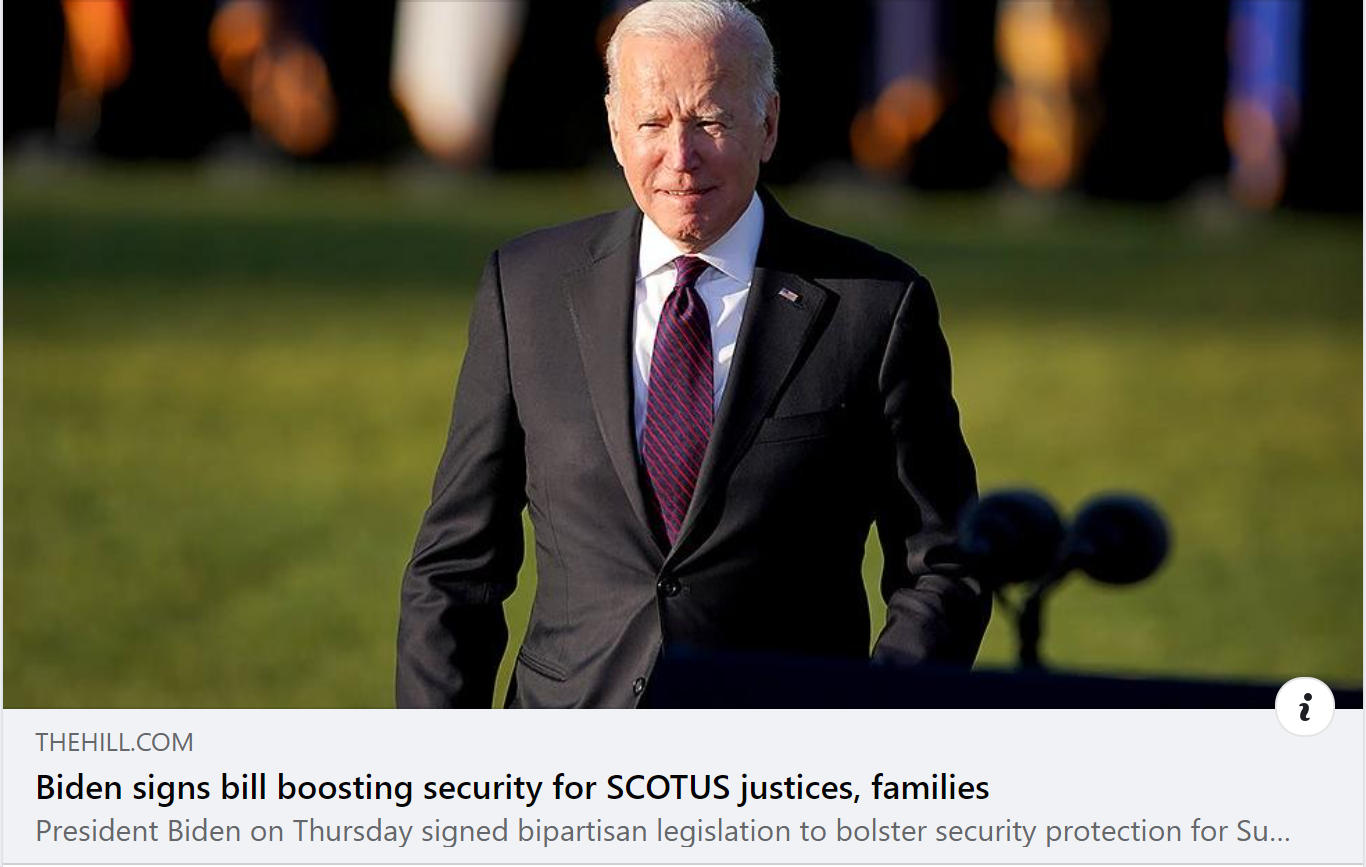 THEHILL.COM
Biden signs bill boosting security for SCOTUS justices, families
President Biden on Thursday signed bipartisan legislation to bolster security protection for Su...